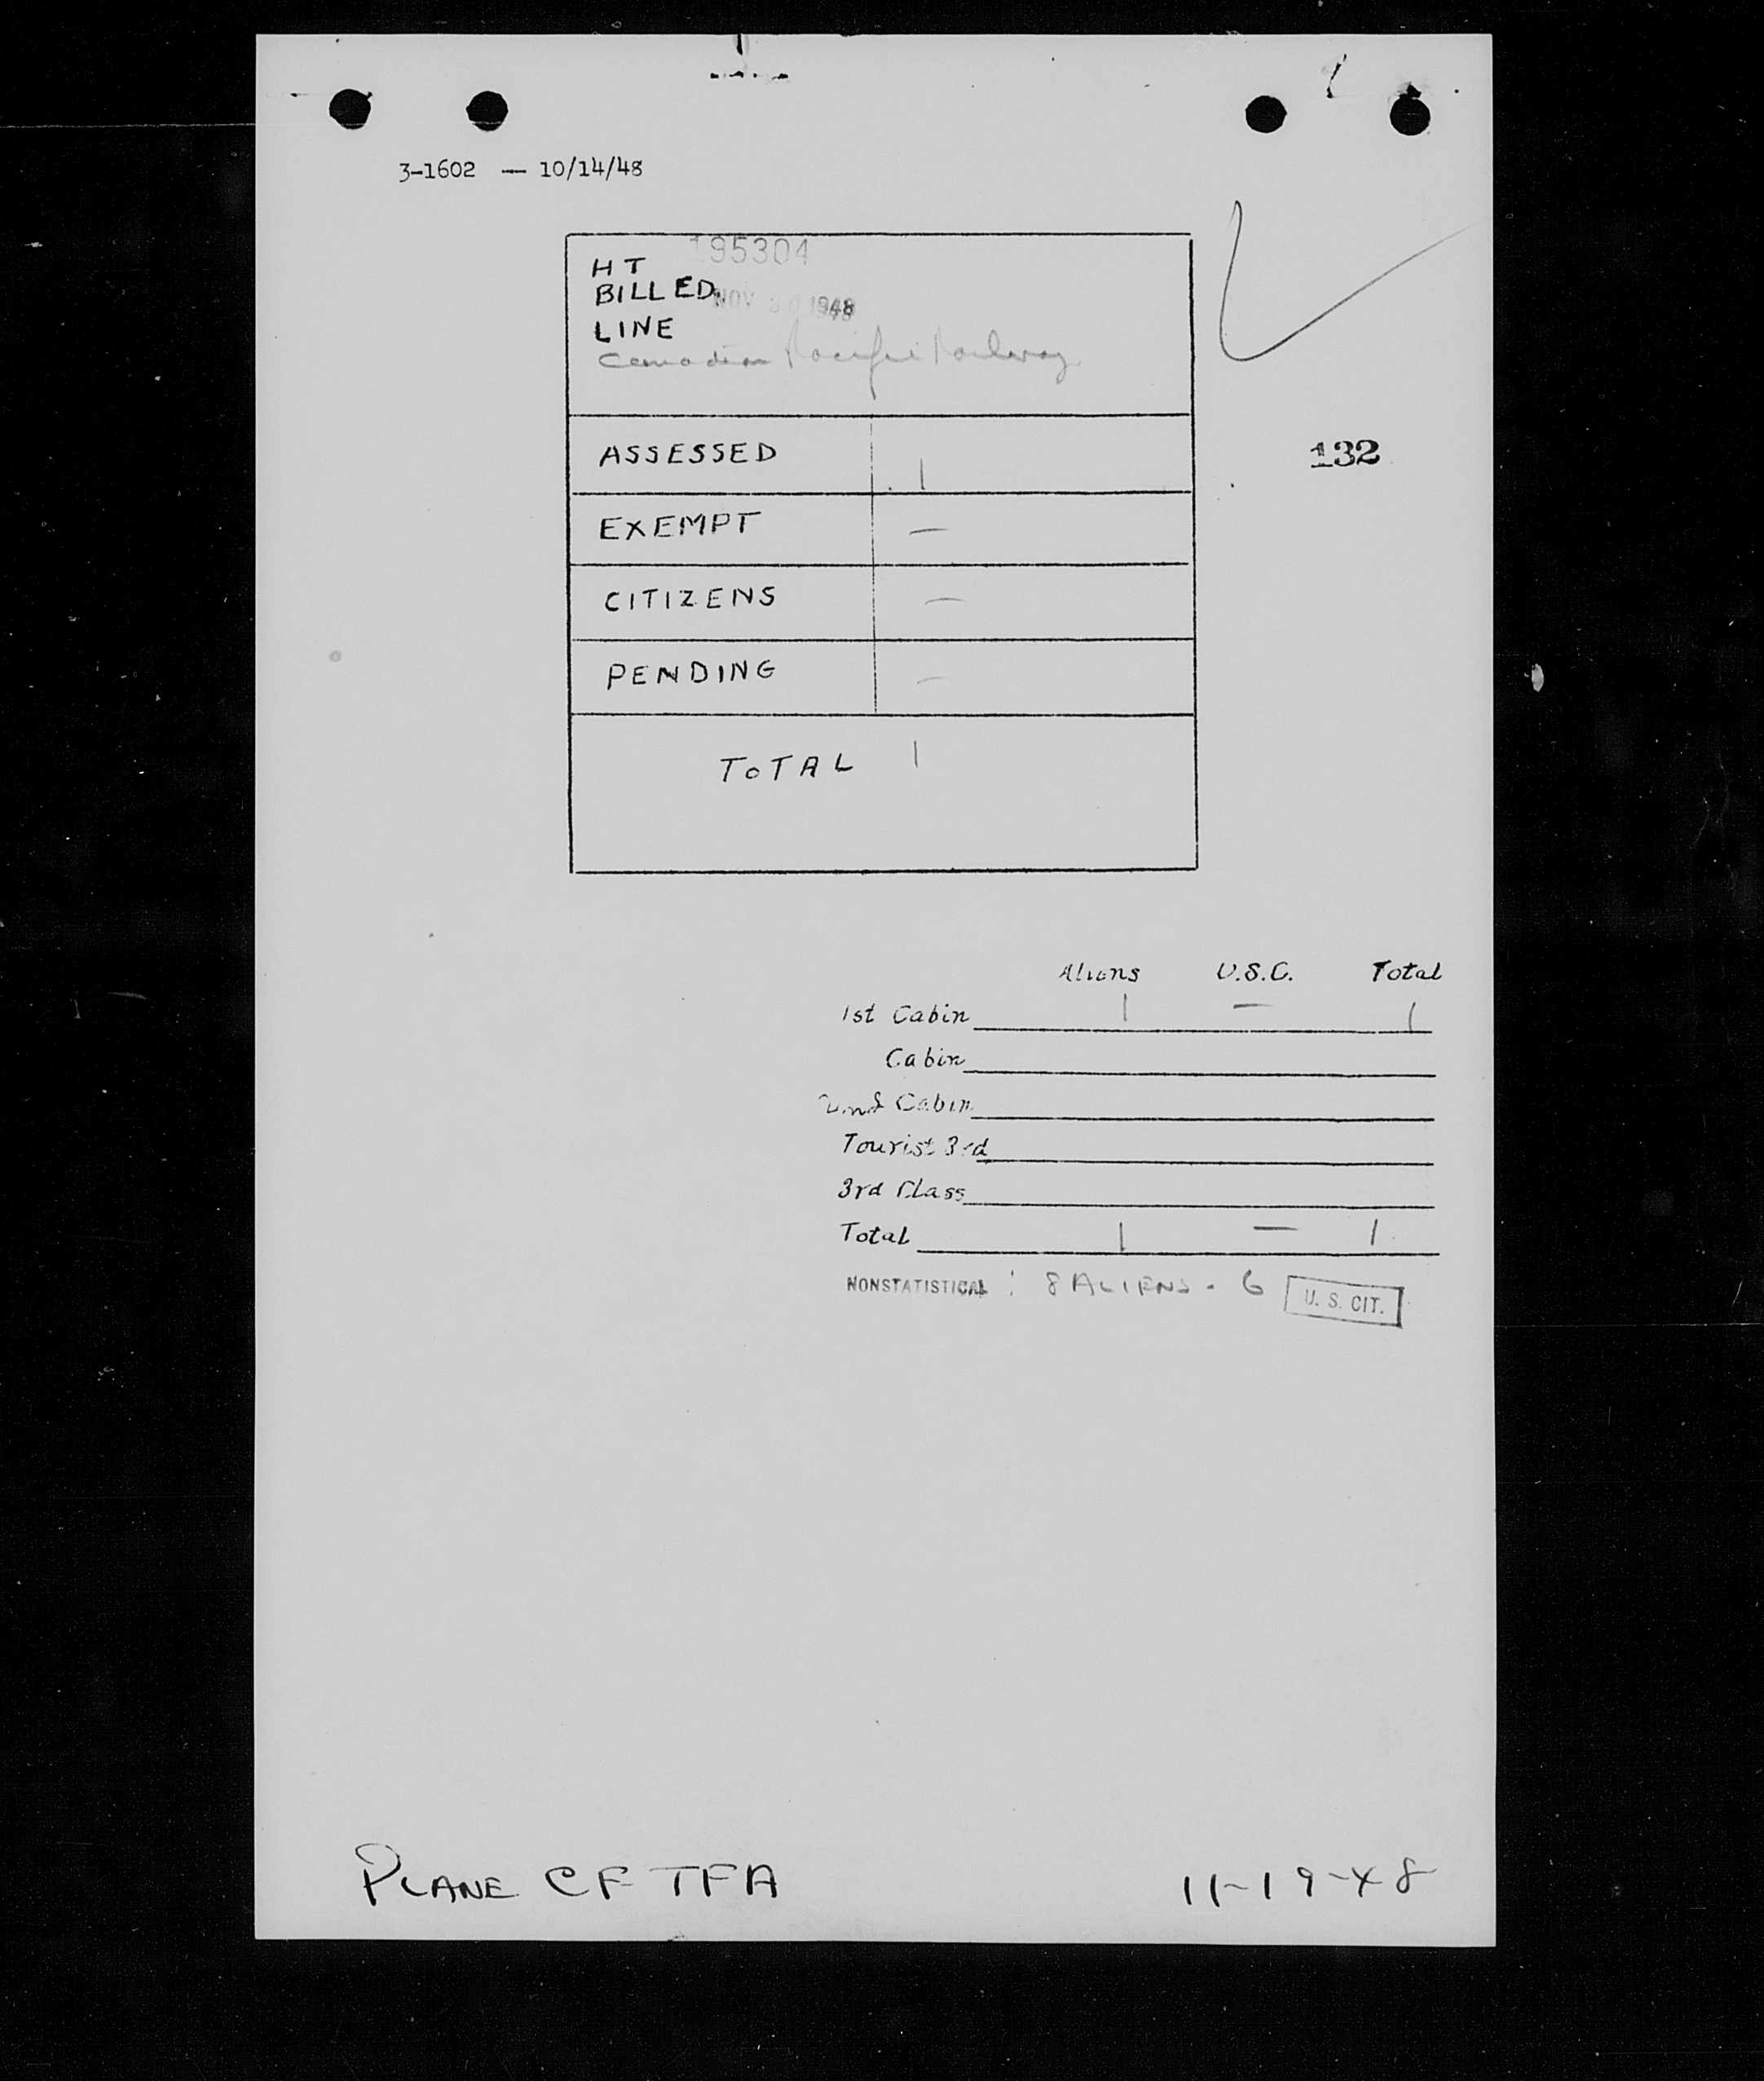 3-1602 — 10/14/48
195304
HT
BILLED. NOV 30 1948
LINE
Canadian Pacific Railway
132
ASSESSED 1
EXEMPT —
CITIZENS —
PENDING —
TOTAL 1
Aliens U.S.C. Total
1st Cabin 1 — 1
Cabin
2nd Cabin
Tourist 3rd
3rd Class
Total 1 — 1
NONSTATISTICAL : 8 ALIENS - 6 U. S. CIT.
PLANE CF TFA 11-19-48